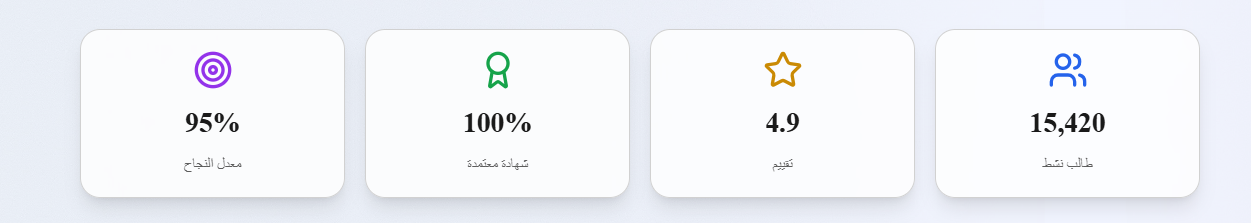 15,420
طالب نشط
4.9
تقييم
100%
شهادة معتمدة
95%
معدل النجاح